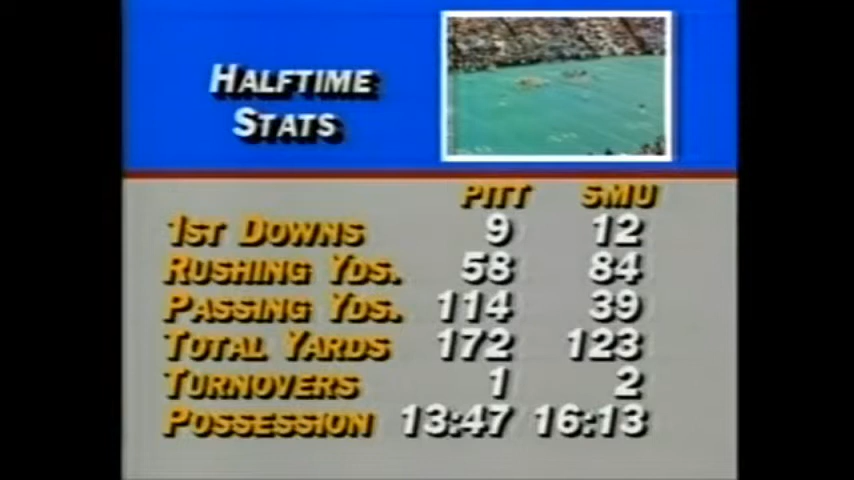 HALFTIME
STATS
PITT SMU
1ST DOWNS 9 12
RUSHING YDS. 58 84
PASSING YDS. 114 39
TOTAL YARDS 172 123
TURNOVERS 1 2
POSSESSION 13:47 16:13